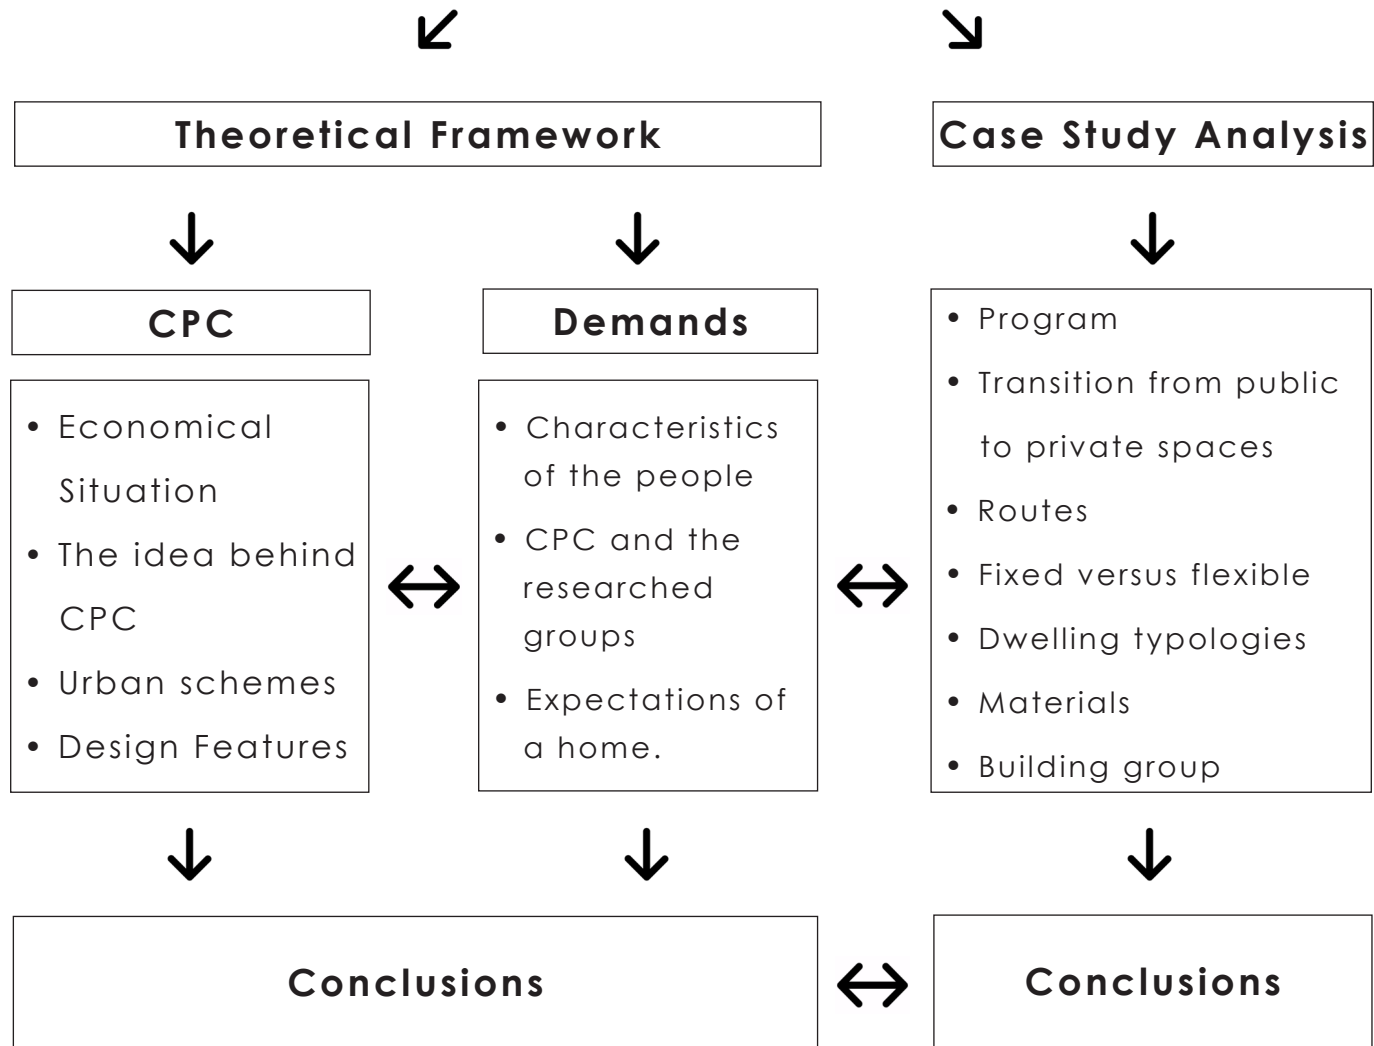 Theoretical Framework
Case Study Analysis
CPC
• Economical
Situation
• The idea behind
CPC
• Urban schemes
• Design Features
Demands
• Characteristics
of the people
• CPC and the
researched
groups
• Expectations of
a home.
• Program
• Transition from public
to private spaces
• Routes
• Fixed versus flexible
• Dwelling typologies
• Materials
• Building group
Conclusions
Conclusions